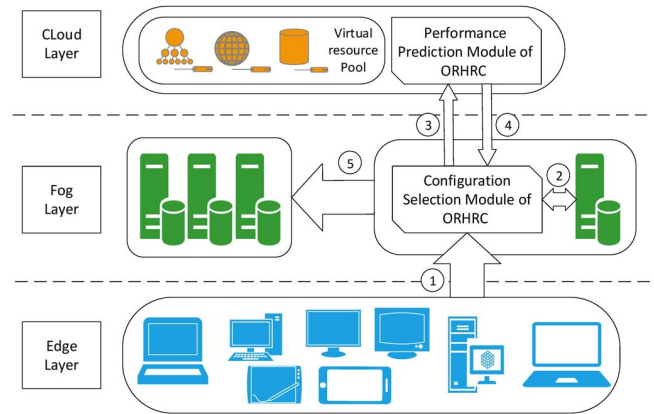 CLoud
Layer
Virtual
resource
Pool
Performance
Prediction Module of
ORHRC
3
4
Fog
Layer
5
Configuration
Selection Module of
ORHRC
2
1
Edge
Layer